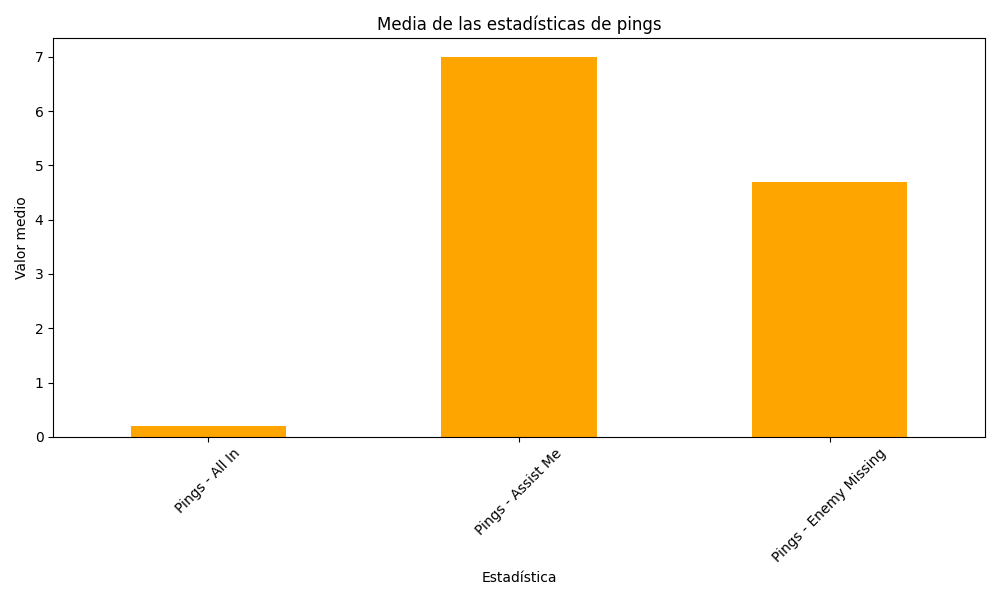 Media de las estadísticas de pings
Valor medio
7
6
5
4
3
2
1
0
Pings - All In
Pings - Assist Me
Pings - Enemy Missing
Estadística